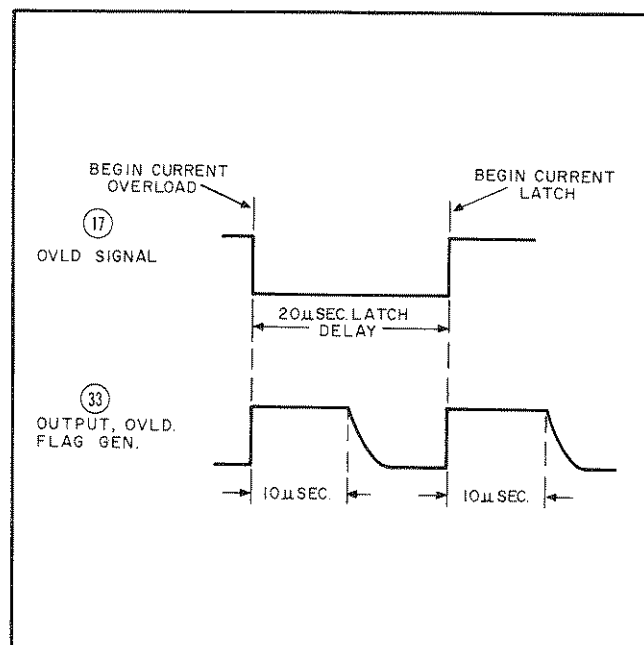 BEGIN CURRENT
OVERLOAD
BEGIN CURRENT
LATCH
17
OVLD SIGNAL
20μSEC. LATCH
DELAY
33
OUTPUT, OVLD.
FLAG GEN.
10μSEC.
10μSEC.